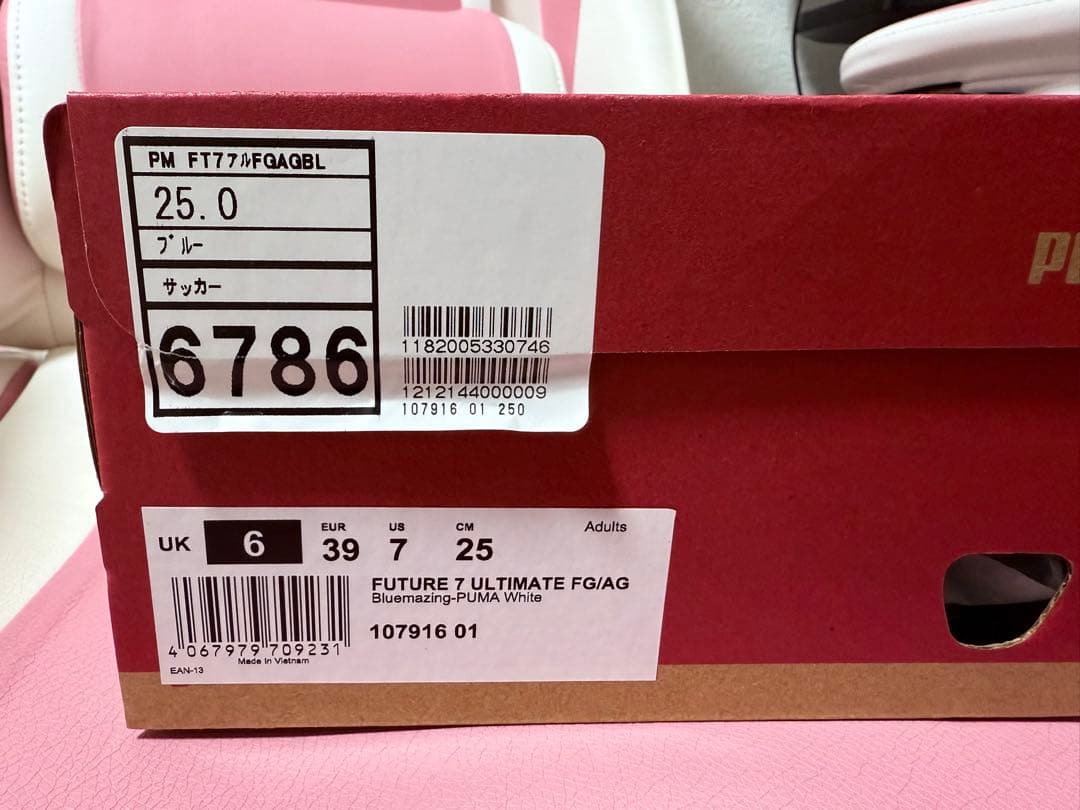 PM FT7アルFGAGBL
25.0
ブルー
サッカー
6786
1182005330746
1212144000009
107916 01 250
UK 6 EUR 39 US 7 CM 25 Adults
FUTURE 7 ULTIMATE FG/AG
Bluemazing-PUMA White
107916 01
4 067979 709231
Made in Vietnam
EAN-13